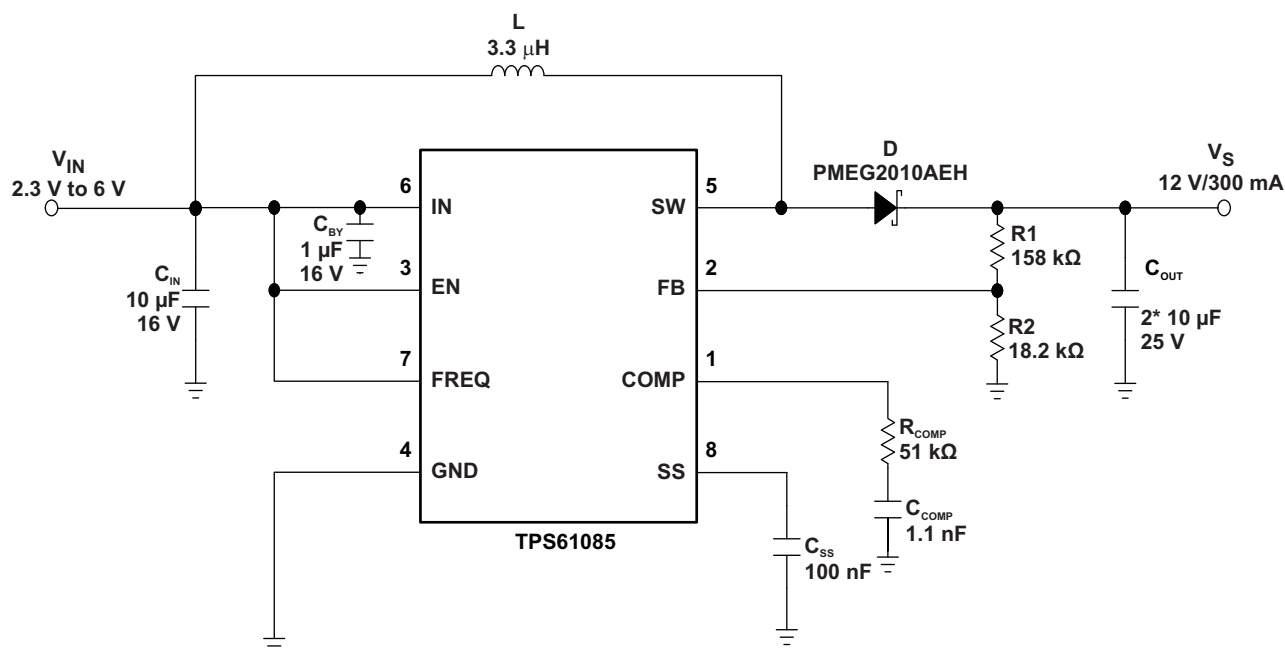 L
3.3 μH
V_IN
2.3 V to 6 V
6
IN
C_BY
1 µF
16 V
3
EN
C_IN
10 µF
16 V
7
FREQ
4
GND
5
SW
D
PMEG2010AEH
V_S
12 V/300 mA
R1
158 kΩ
2
FB
C_OUT
2* 10 µF
25 V
R2
18.2 kΩ
1
COMP
R_COMP
51 kΩ
8
SS
C_COMP
1.1 nF
C_SS
100 nF
TPS61085